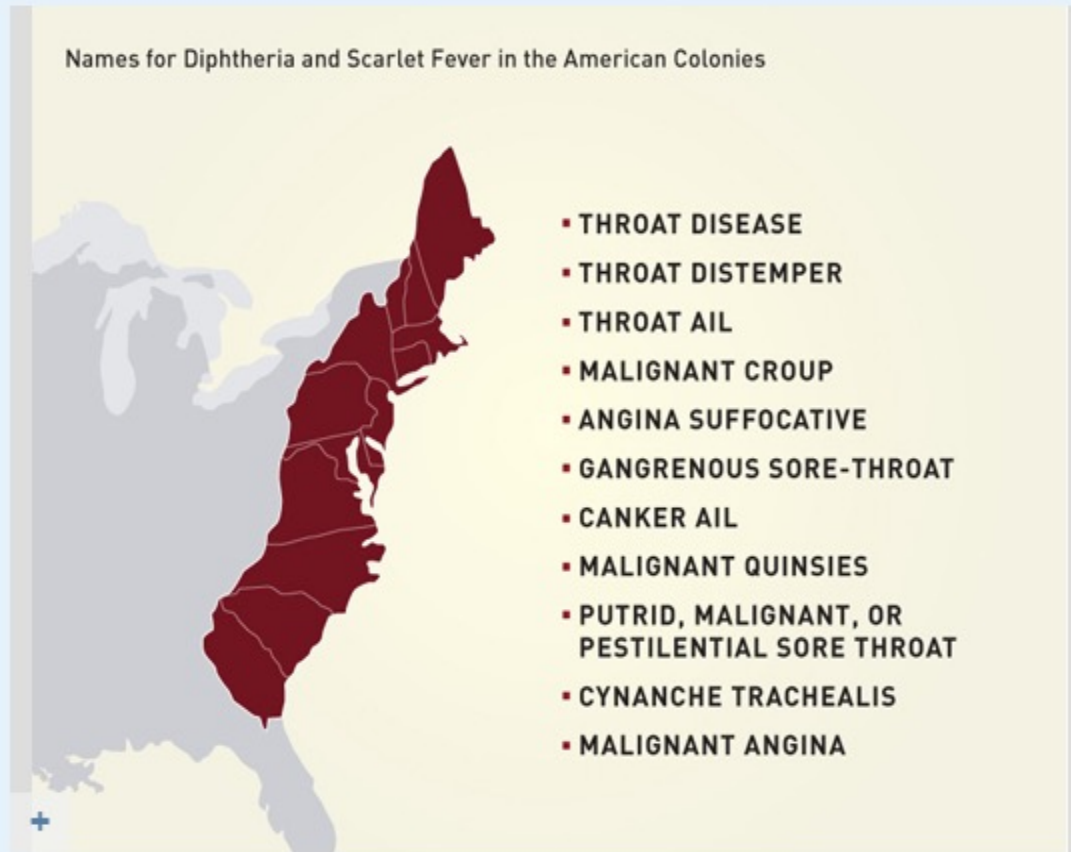 Names for Diphtheria and Scarlet Fever in the American Colonies
▪ THROAT DISEASE
▪ THROAT DISTEMPER
▪ THROAT AIL
▪ MALIGNANT CROUP
▪ ANGINA SUFFOCATIVE
▪ GANGRENOUS SORE-THROAT
▪ CANKER AIL
▪ MALIGNANT QUINSIES
▪ PUTRID, MALIGNANT, OR
PESTILENTIAL SORE THROAT
▪ CYNANCHE TRACHEALIS
▪ MALIGNANT ANGINA
+